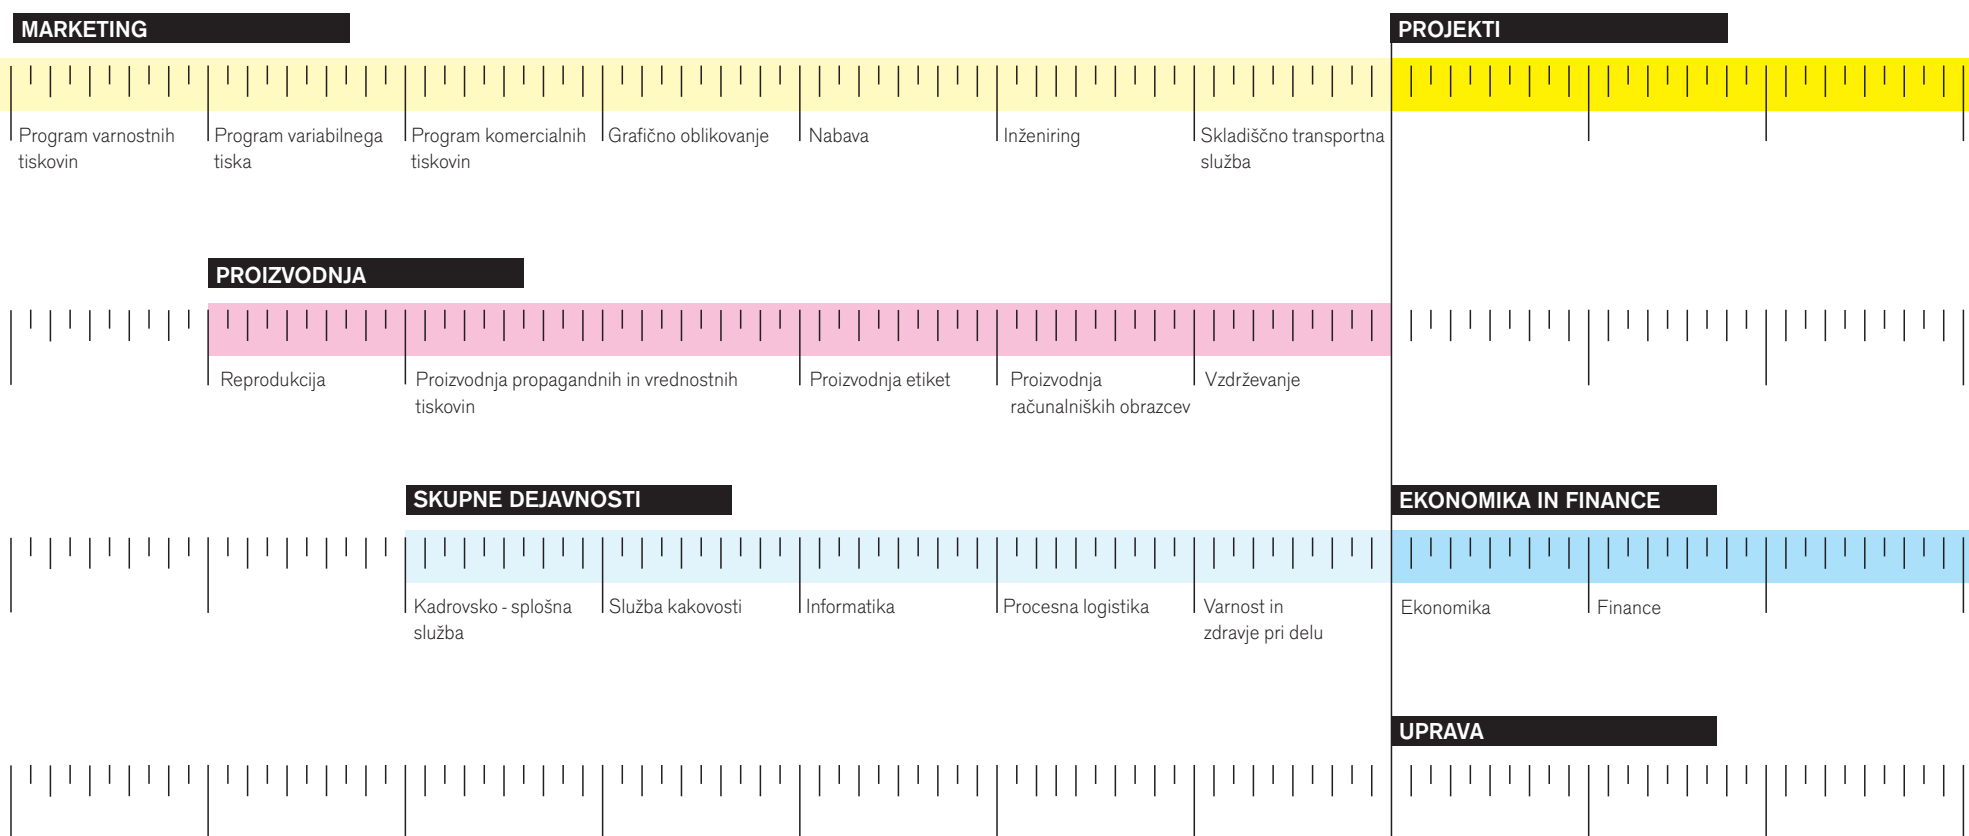 MARKETING
PROJEKTI
Program varnostnih
tiskovin
Program variabilnega
tiska
Program komercialnih
tiskovin
Grafično oblikovanje
Nabava
Inženiring
Skladiščno transportna
služba
PROIZVODNJA
Reprodukcija
Proizvodnja propagandnih in vrednostnih
tiskovin
Proizvodnja etiket
Proizvodnja
računalniških obrazcev
Vzdrževanje
SKUPNE DEJAVNOSTI
EKONOMIKA IN FINANCE
Kadrovsko - splošna
služba
Služba kakovosti
Informatika
Procesna logistika
Varnost in
zdravje pri delu
Ekonomika
Finance
UPRAVA